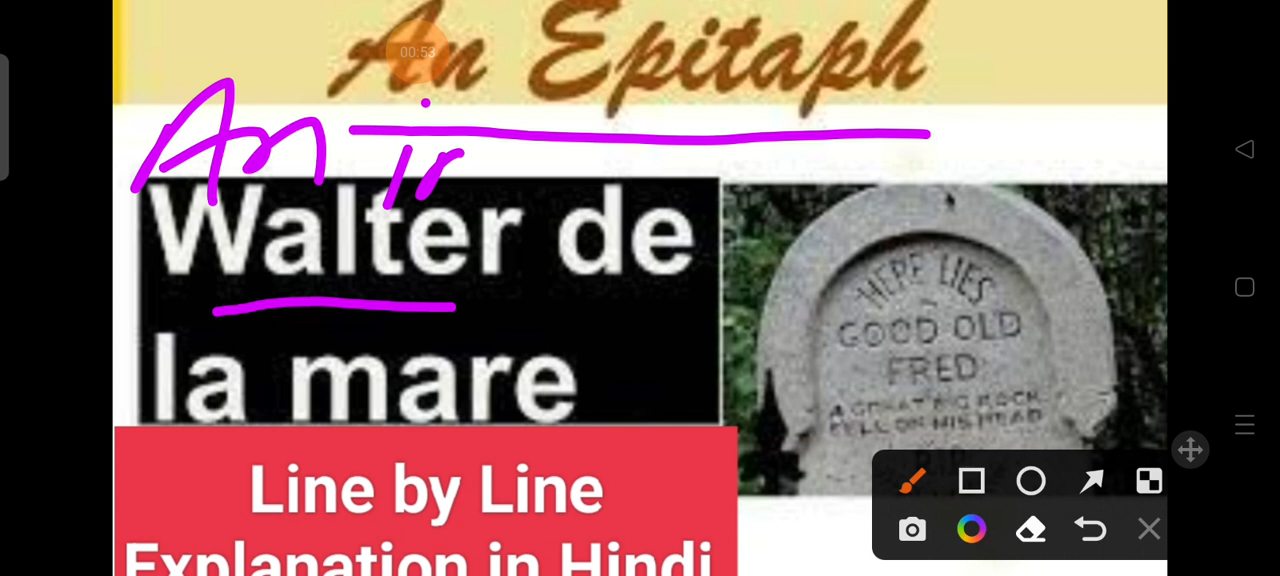 An Epitaph
00:53
An ir
Walter de
la mare
HERE LIES
GOOD OLD
FRED
A GREAT BIG ROCK
FELL ON HIS HEAD
R.I.P.
Line by Line
Explanation in Hindi